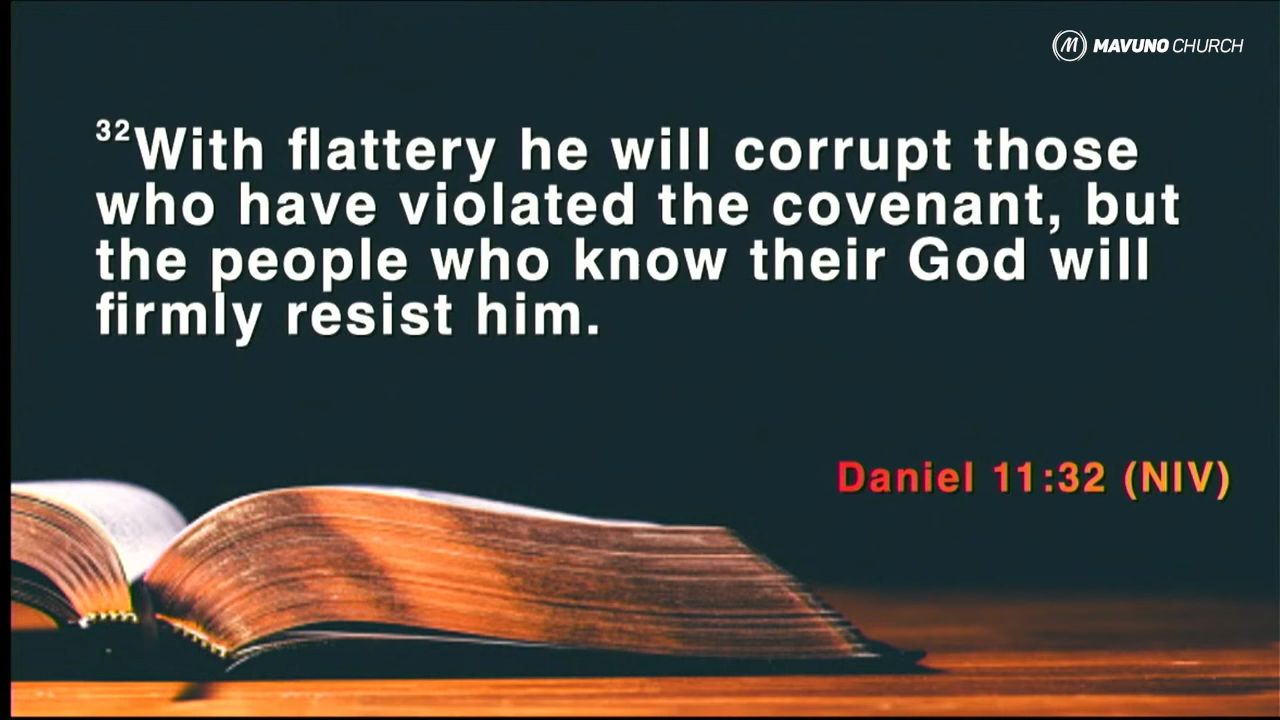 MAVUNO CHURCH
32With flattery he will corrupt those
who have violated the covenant, but
the people who know their God will
firmly resist him.
Daniel 11:32 (NIV)